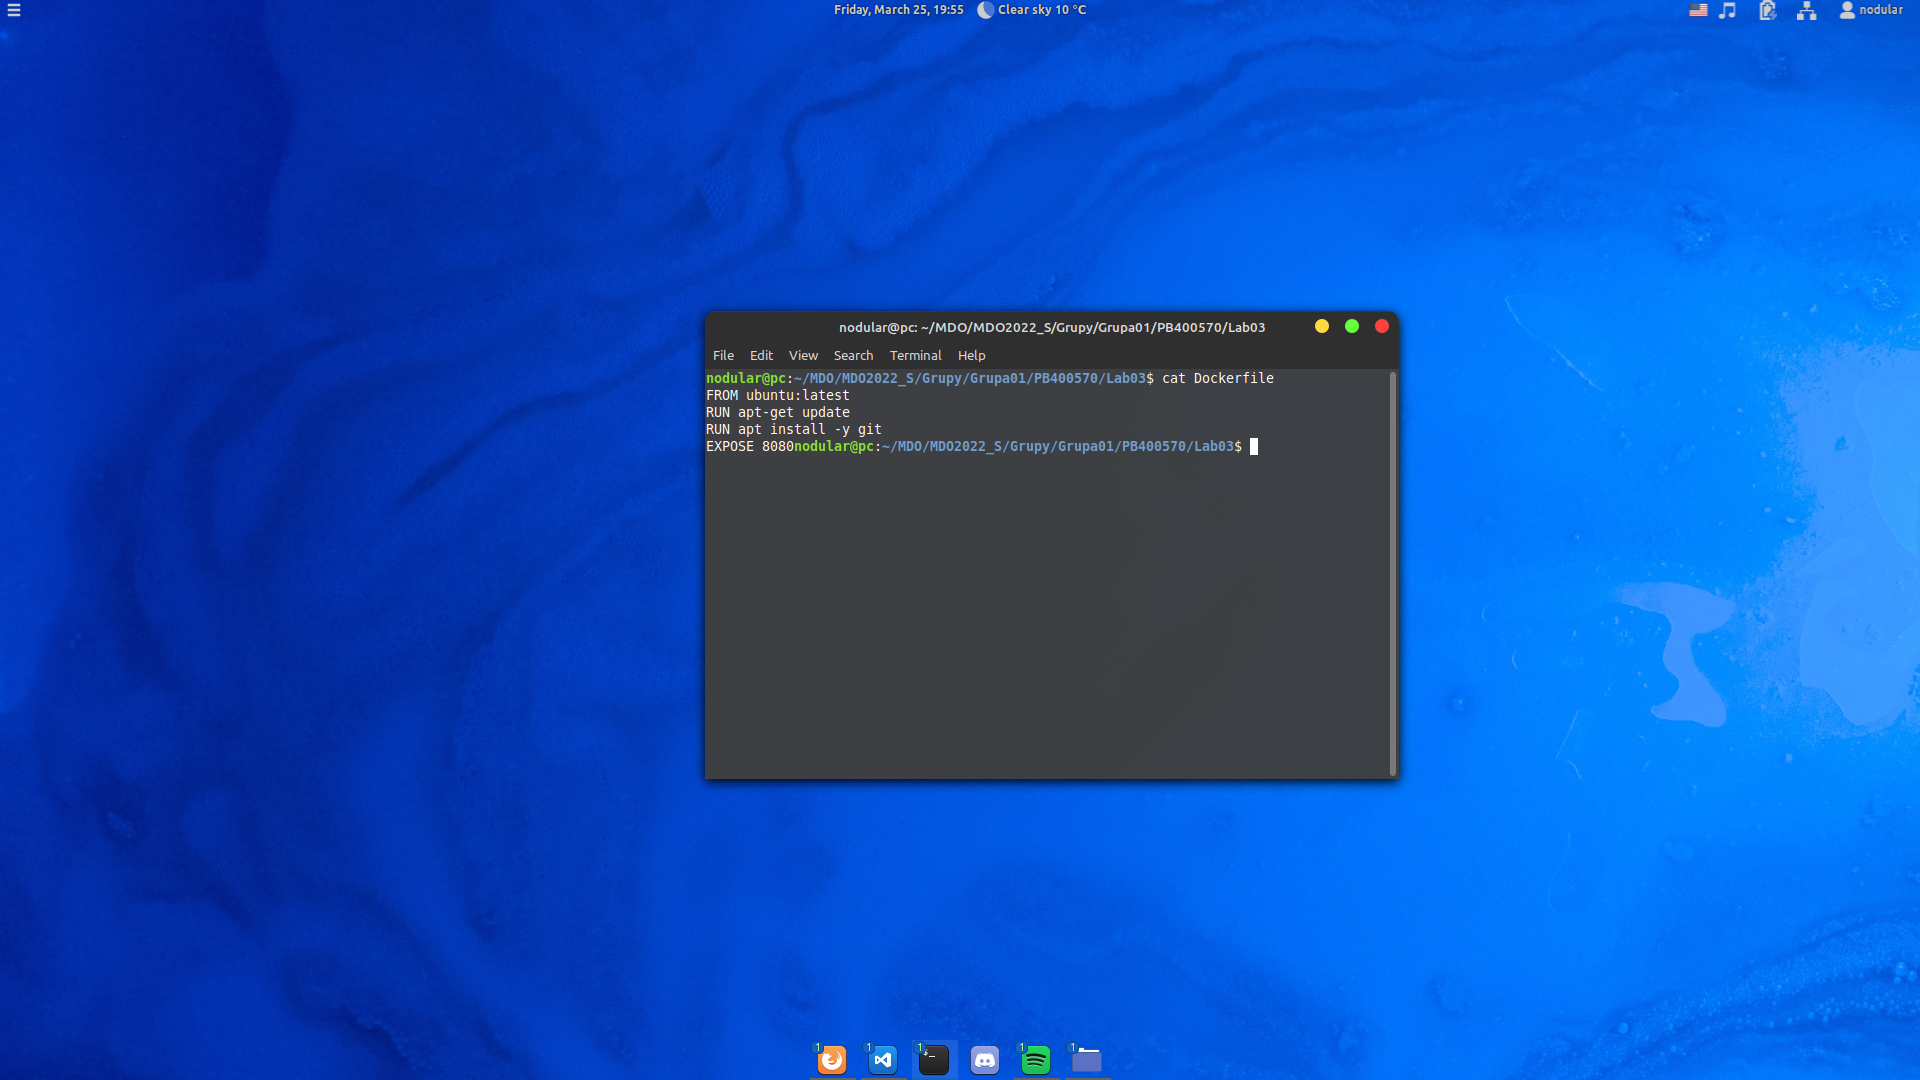 Friday, March 25, 19:55 Clear sky 10 °C nodular
nodular@pc: ~/MDO/MDO2022_S/Grupy/Grupa01/PB400570/Lab03
File Edit View Search Terminal Help
nodular@pc:~/MDO/MDO2022_S/Grupy/Grupa01/PB400570/Lab03$ cat Dockerfile
FROM ubuntu:latest
RUN apt-get update
RUN apt install -y git
EXPOSE 8080nodular@pc:~/MDO/MDO2022_S/Grupy/Grupa01/PB400570/Lab03$
1 1 1 1 1